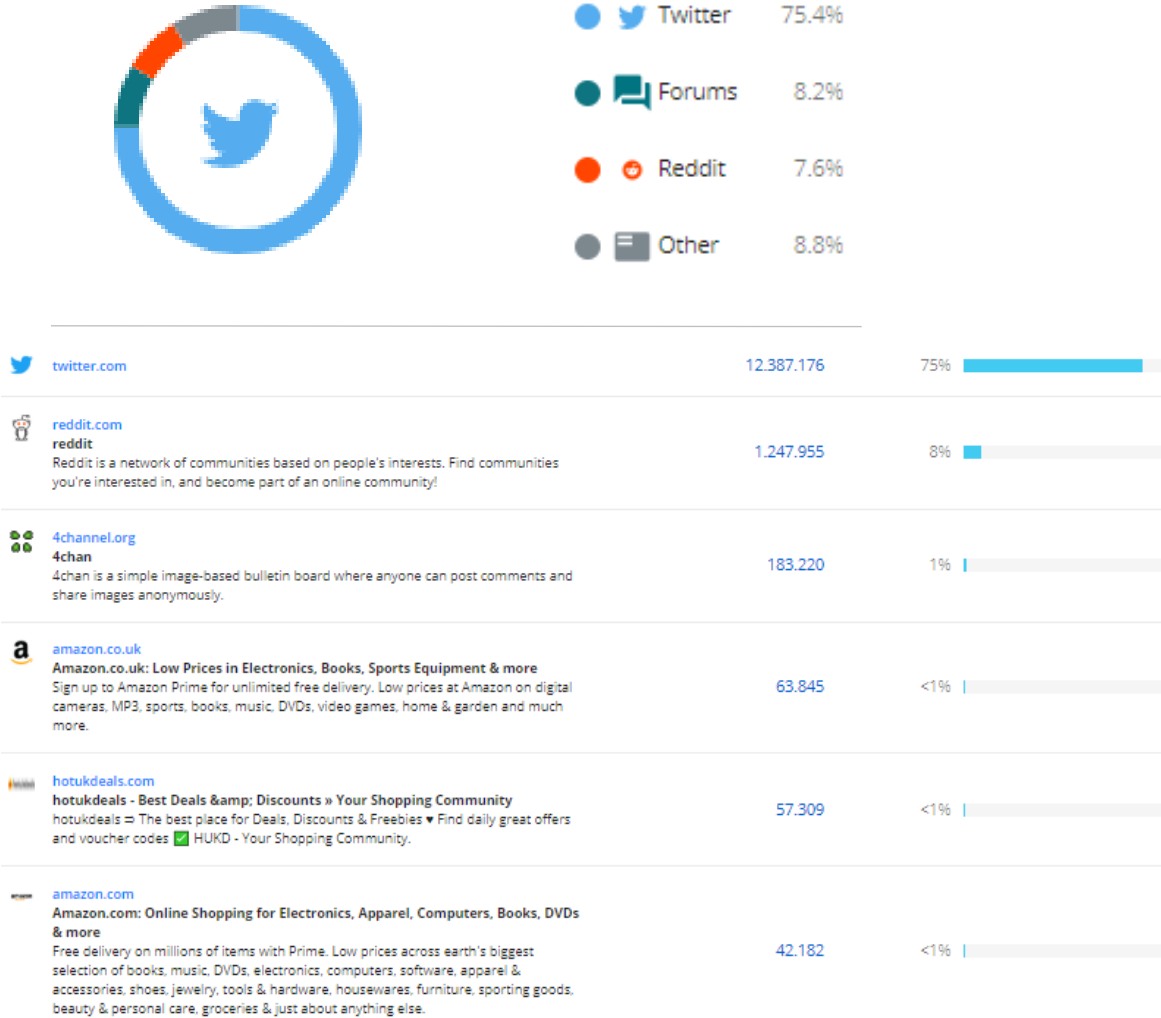 Twitter 75.4%
Forums 8.2%
Reddit 7.6%
Other 8.8%
twitter.com 12.387.176 75%
reddit.com
reddit
Reddit is a network of communities based on people's interests. Find communities
you're interested in, and become part of an online community!
1.247.955 8%
4channel.org
4chan
4chan is a simple image-based bulletin board where anyone can post comments and
share images anonymously.
183.220 1%
a
amazon.co.uk
Amazon.co.uk: Low Prices in Electronics, Books, Sports Equipment & more
Sign up to Amazon Prime for unlimited free delivery. Low prices at Amazon on digital
cameras, MP3, sports, books, music, DVDs, video games, home & garden and much
more.
63.845 <1%
hotukdeals.com
hotukdeals - Best Deals &amp; Discounts » Your Shopping Community
hotukdeals = The best place for Deals, Discounts & Freebies ♥ Find daily great offers
and voucher codes ✅ HUKD - Your Shopping Community.
57.309 <1%
amazon.com
Amazon.com: Online Shopping for Electronics, Apparel, Computers, Books, DVDs
& more
Free delivery on millions of items with Prime. Low prices across earth's biggest
selection of books, music, DVDs, electronics, computers, software, apparel &
accessories, shoes, jewelry, tools & hardware, housewares, furniture, sporting goods,
beauty & personal care, groceries & just about anything else.
42.182 <1%